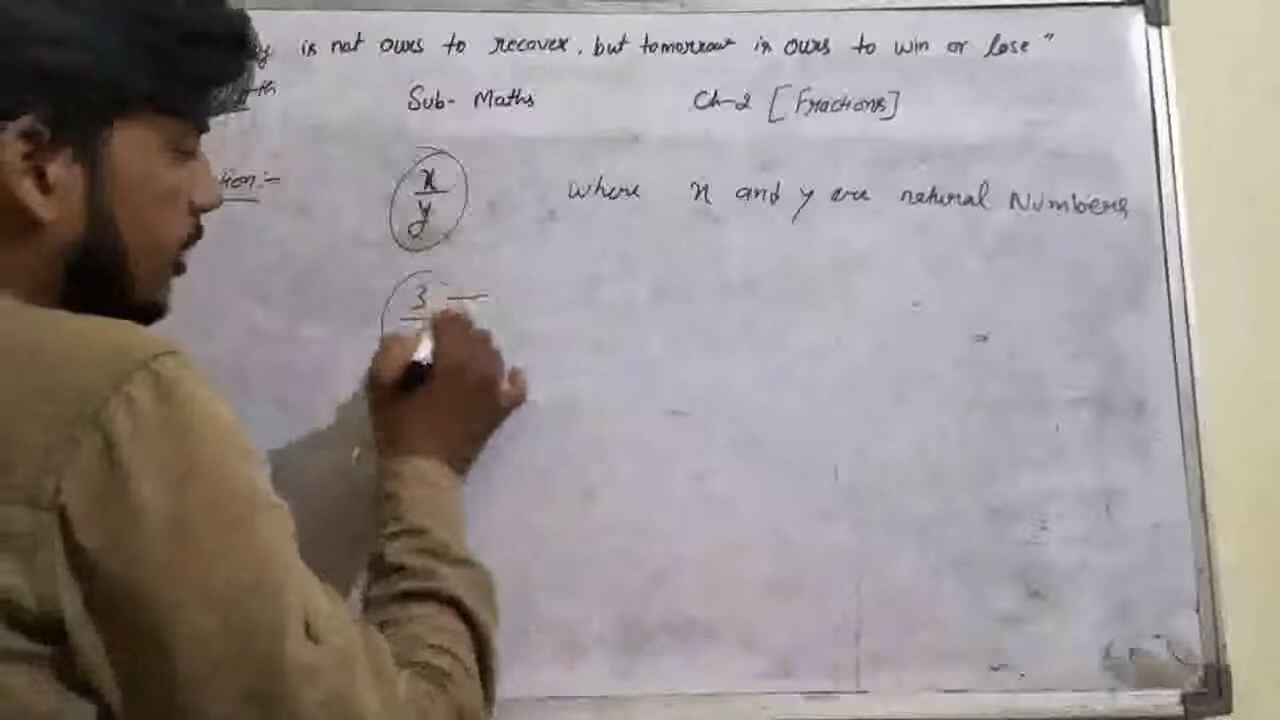 is not ours to recover, but tomorrow is ours to win or lose"
Sub- Maths Ch-2 [Fractions]
tion:- x/y where x and y are natural Numbers
3